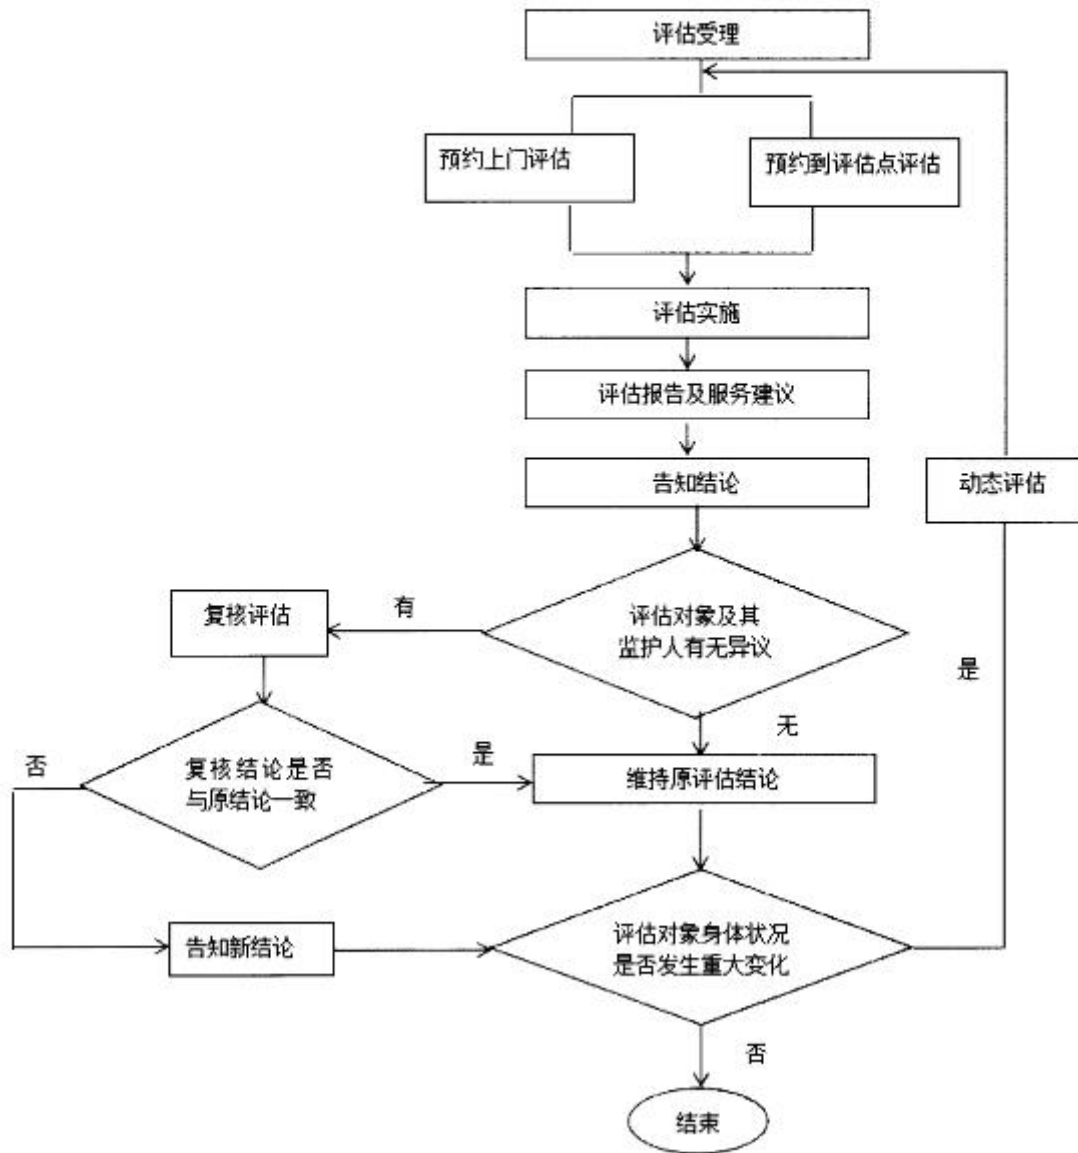 评估受理
预约上门评估
预约到评估点评估
评估实施
评估报告及服务建议
告知结论
动态评估
评估对象及其
监护人有无异议
有
复核评估
是
无
否
复核结论是否
与原结论一致
是
维持原评估结论
告知新结论
评估对象身体状况
是否发生重大变化
否
结束